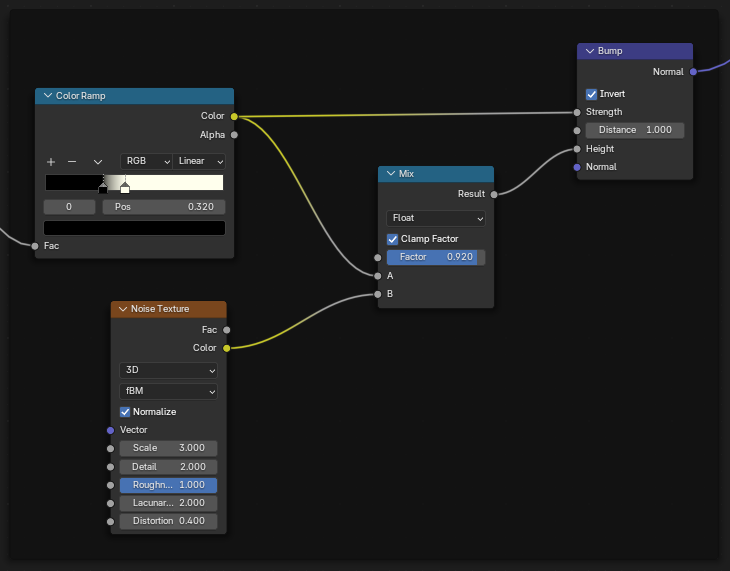 Bump
Normal
Invert
Strength
Distance 1.000
Height
Normal
Color Ramp
Color
Alpha
RGB Linear
0 Pos 0.320
Fac
Mix
Result
Float
Clamp Factor
Factor 0.920
A
B
Noise Texture
Fac
Color
3D
fBM
Normalize
Vector
Scale 3.000
Detail 2.000
Roughn... 1.000
Lacunar... 2.000
Distortion 0.400